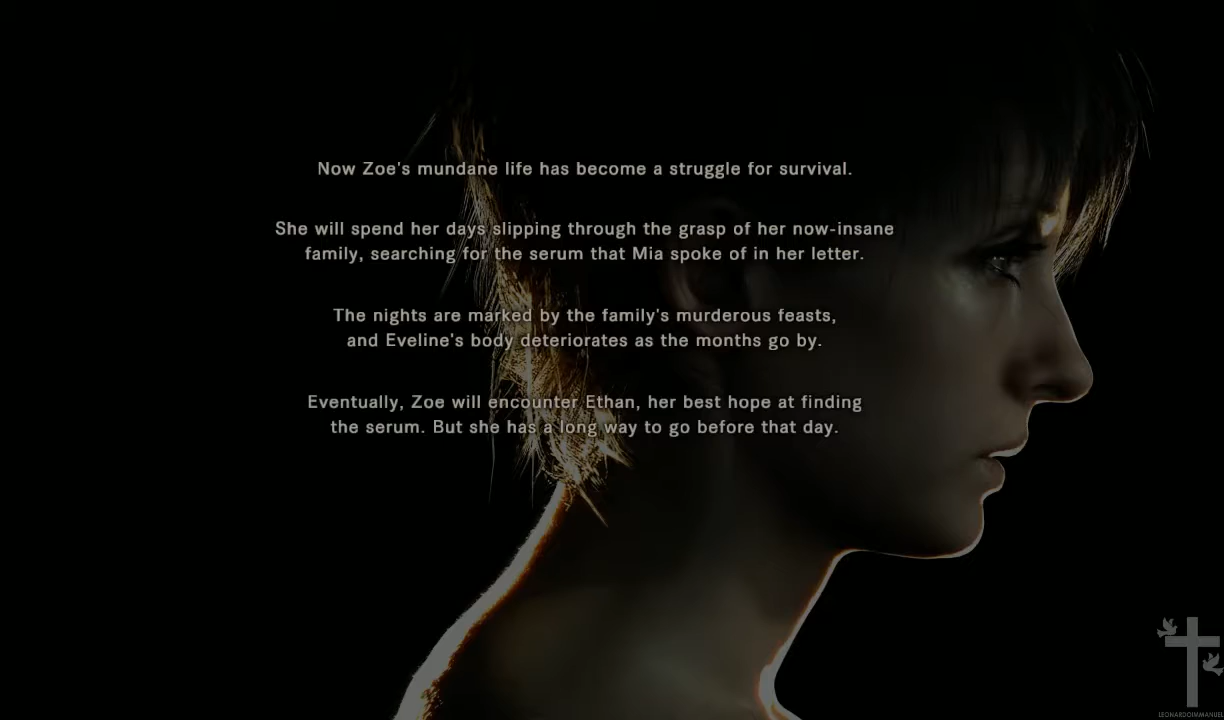 Now Zoe's mundane life has become a struggle for survival.
She will spend her days slipping through the grasp of her now-insane
family, searching for the serum that Mia spoke of in her letter.
The nights are marked by the family's murderous feasts,
and Eveline's body deteriorates as the months go by.
Eventually, Zoe will encounter Ethan, her best hope at finding
the serum. But she has a long way to go before that day.
LEONARDOIMMANUEL